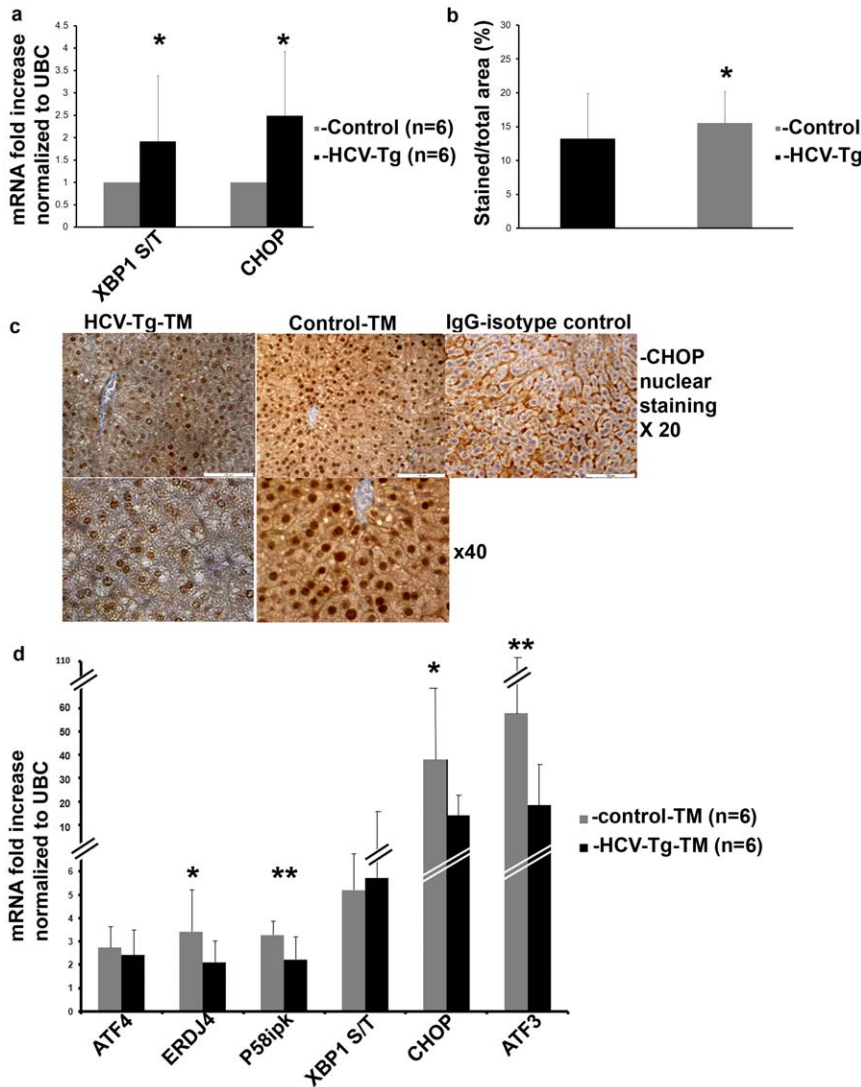 a
mRNA fold increase
normalized to UBC
4.5
4
3.5
3
2.5
2
1.5
1
0.5
0
*
*
XBP1 S/T
CHOP
-Control (n=6)
-HCV-Tg (n=6)
b
Stained/total area (%)
30
25
20
15
10
5
0
*
-Control
-HCV-Tg
c
HCV-Tg-TM
Control-TM
IgG-isotype control
-CHOP
nuclear
staining
X 20
x40
d
mRNA fold increase
normalized to UBC
110
60
50
40
30
20
10
6
5
4
3
2
1
0
*
**
*
**
ATF4
ERDJ4
P58ipk
XBP1 S/T
CHOP
ATF3
-control-TM (n=6)
-HCV-Tg-TM (n=6)